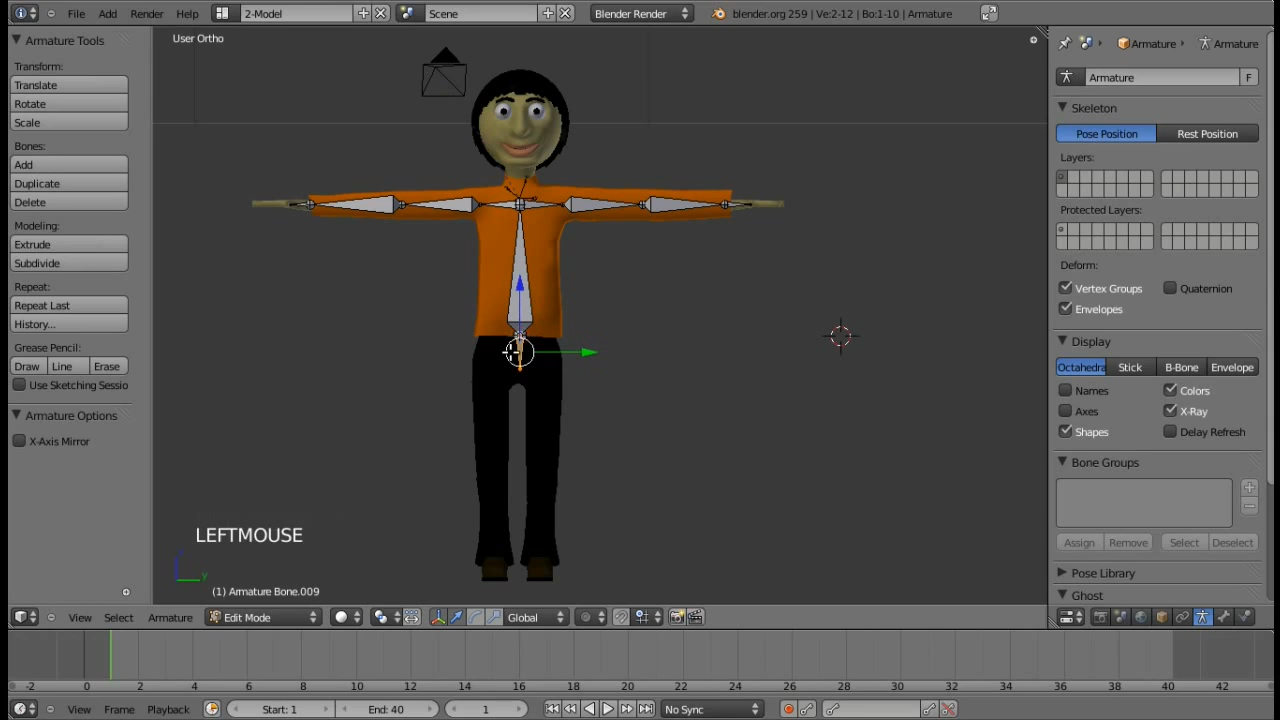 File Add Render Help 2-Model Scene Blender Render blender.org 259 | Ve:2-12 | Bo:1-10 | Armature
Armature Tools
Transform:
Translate
Rotate
Scale
Bones:
Add
Duplicate
Delete
Modeling:
Extrude
Subdivide
Repeat:
Repeat Last
History...
Grease Pencil:
Draw Line Erase
Use Sketching Sessio
Armature Options
X-Axis Mirror
User Ortho
LEFTMOUSE
(1) Armature Bone.009
View Select Armature Edit Mode Global
Armature Armature
Armature F
Skeleton
Pose Position Rest Position
Layers:
Protected Layers:
Deform:
Vertex Groups Quaternion
Envelopes
Display
Octahedra Stick B-Bone Envelope
Names Colors
Axes X-Ray
Shapes Delay Refresh
Bone Groups
Assign Remove Select Deselect
Pose Library
Ghost
-2 0 2 4 6 8 10 12 14 16 18 20 22 24 26 28 30 32 34 36 38 40 42
View Frame Playback Start: 1 End: 40 1 No Sync